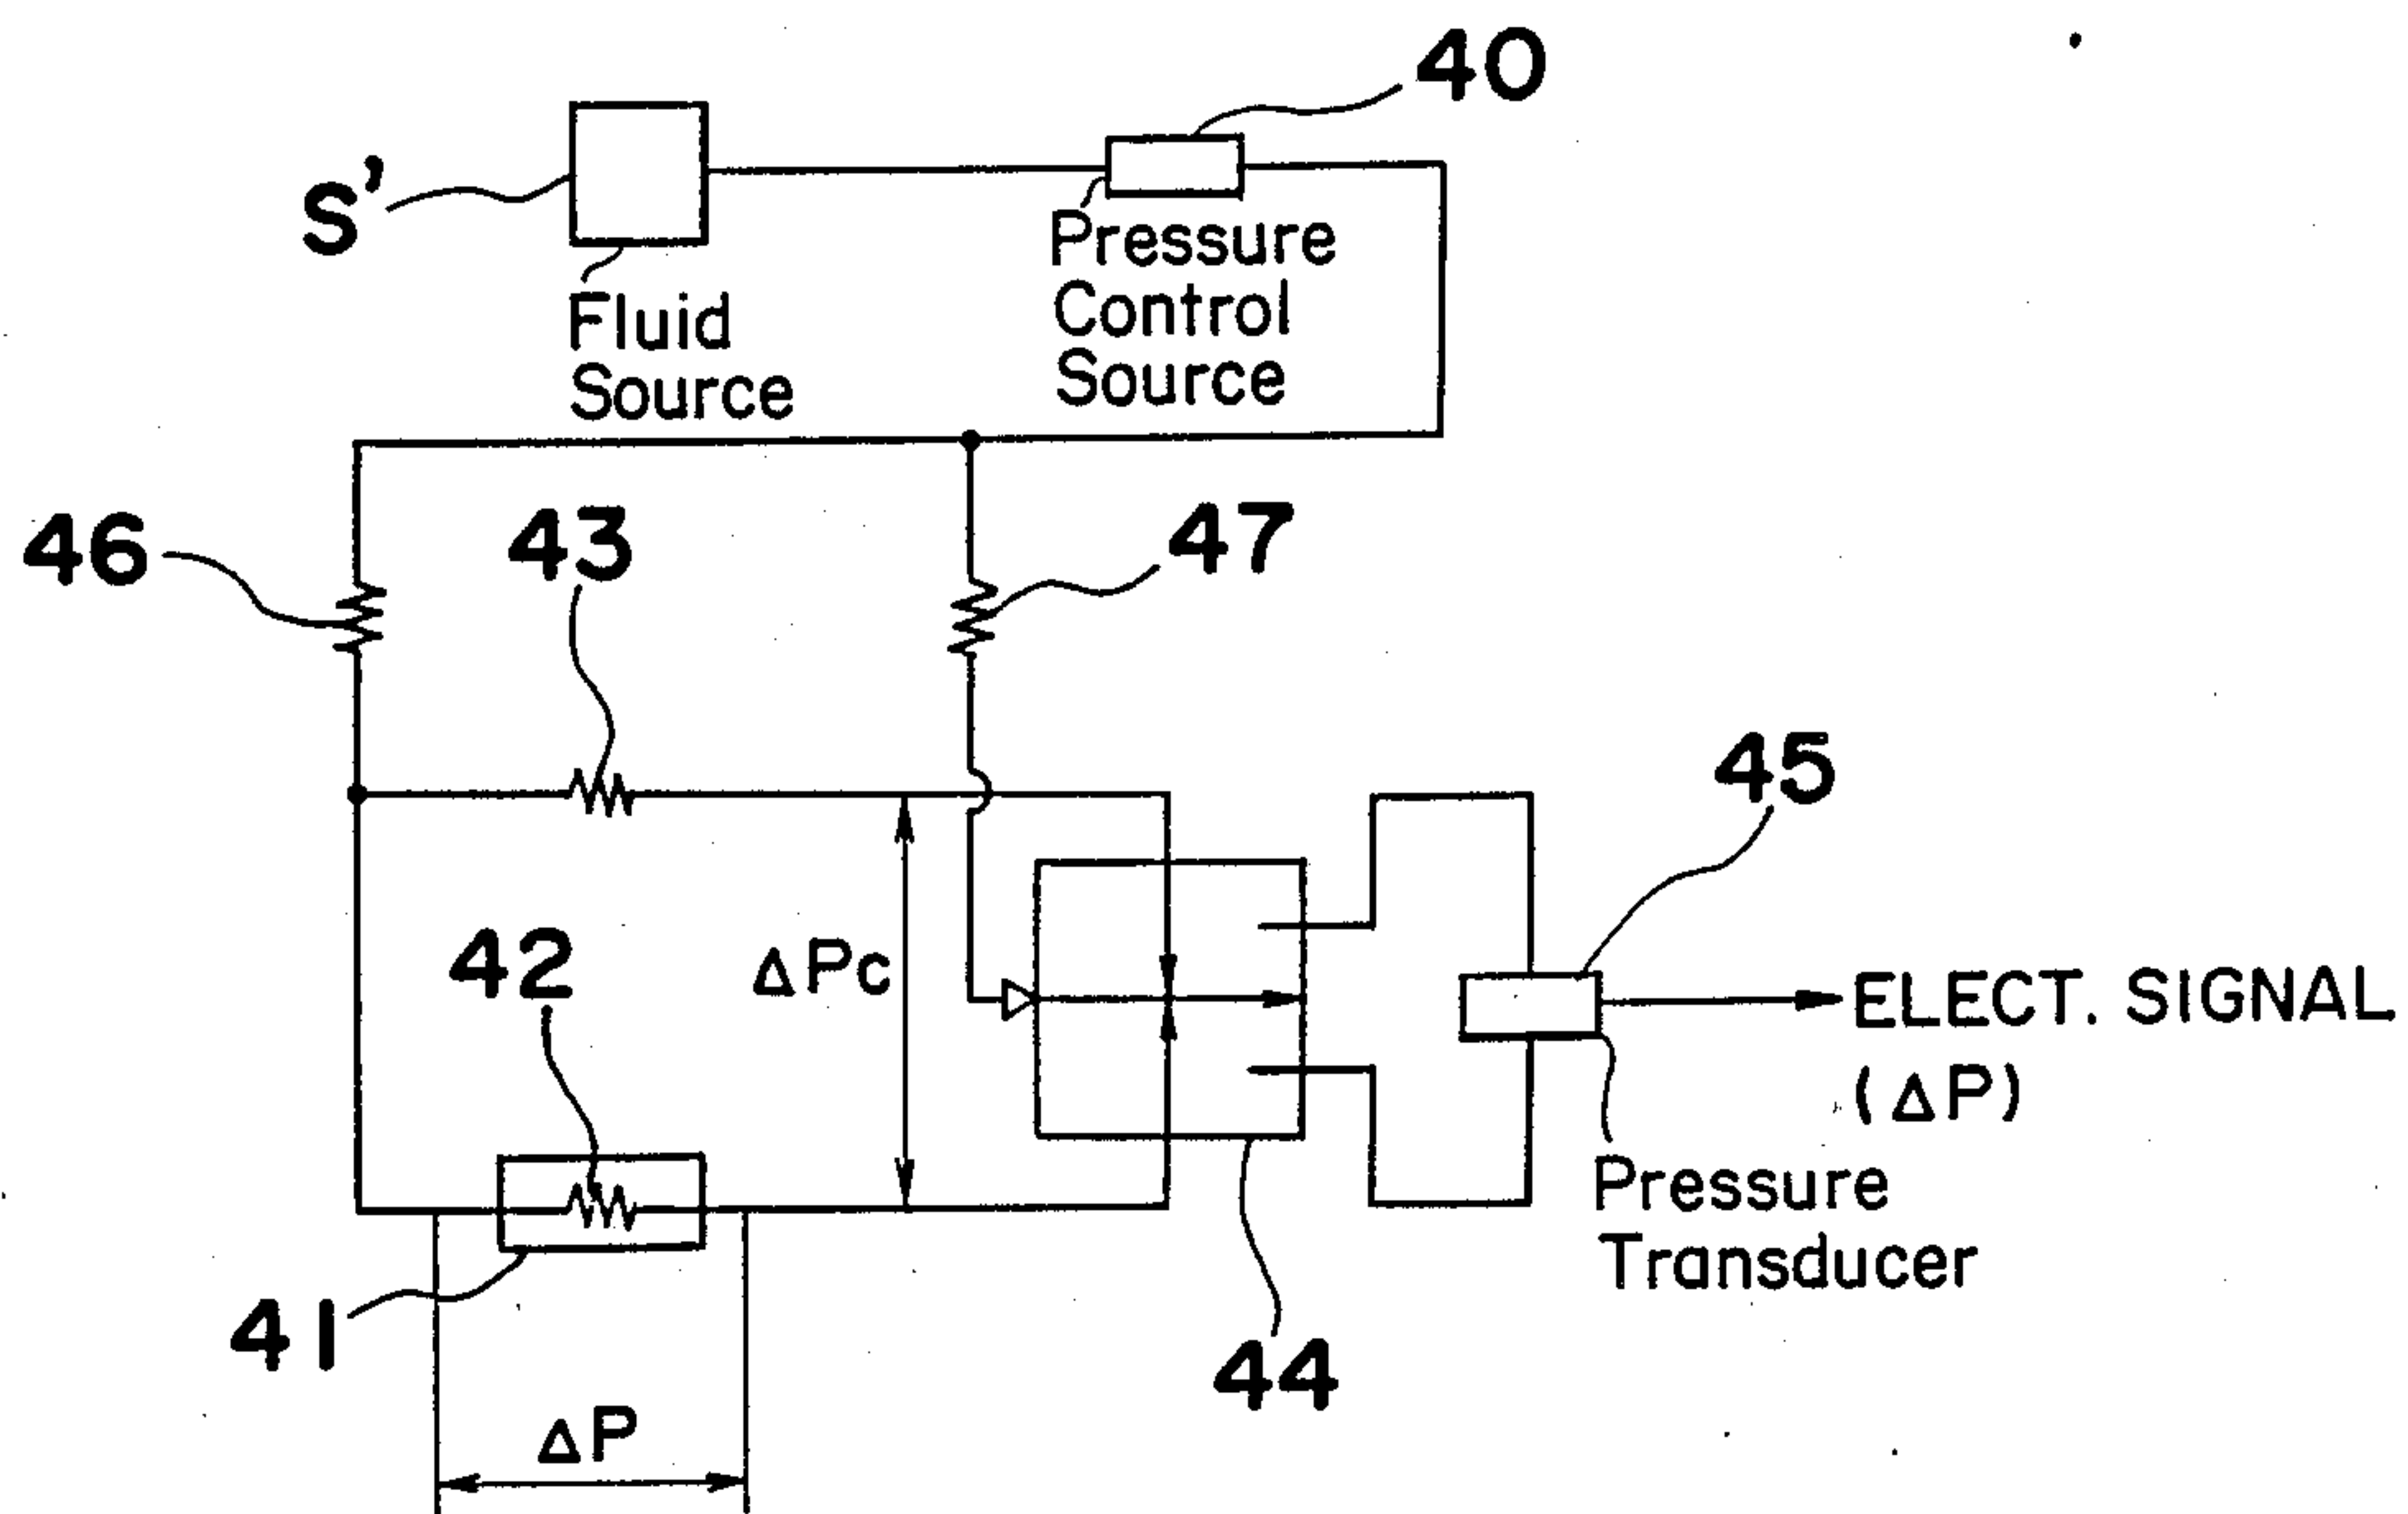 40
S'
Pressure
Control
Source
Fluid
Source
46
43
47
45
42
ΔPc
ELECT. SIGNAL
(ΔP)
Pressure
Transducer
41
44
ΔP